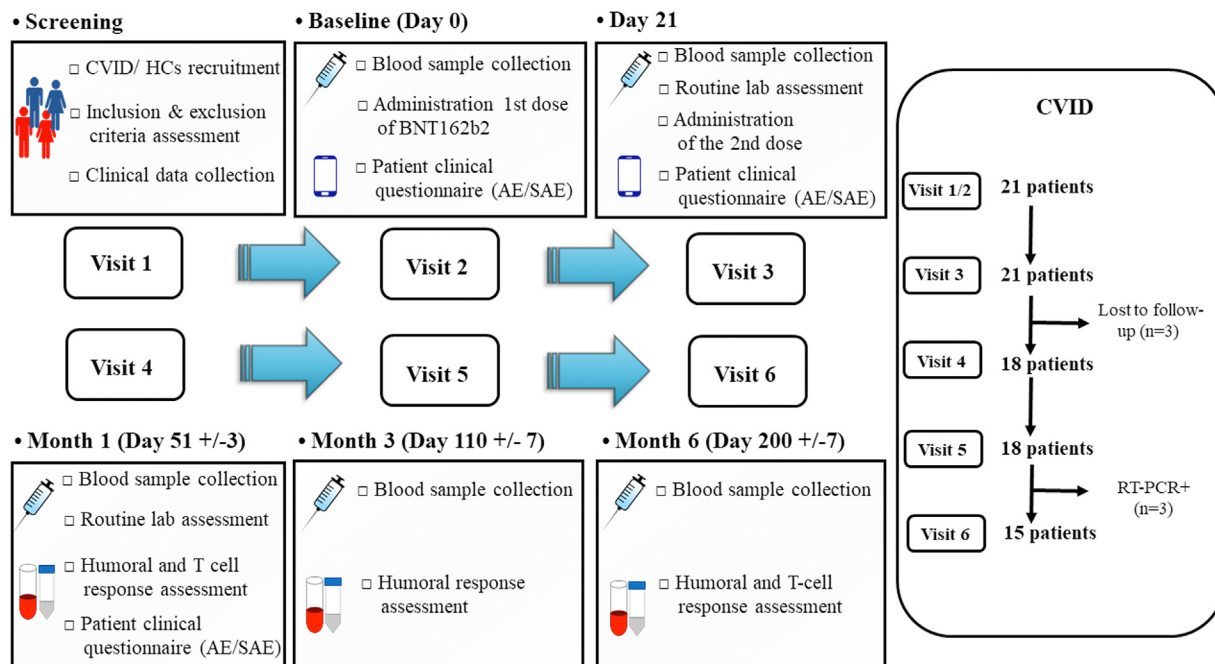 • Screening
□ CVID/ HCs recruitment
□ Inclusion & exclusion
criteria assessment
□ Clinical data collection
• Baseline (Day 0)
□ Blood sample collection
□ Administration 1st dose
of BNT162b2
□ Patient clinical
questionnaire (AE/SAE)
• Day 21
□ Blood sample collection
□ Routine lab assessment
□ Administration
of the 2nd dose
□ Patient clinical
questionnaire (AE/SAE)
Visit 1
Visit 2
Visit 3
Visit 4
Visit 5
Visit 6
• Month 1 (Day 51 +/-3)
□ Blood sample collection
□ Routine lab assessment
□ Humoral and T cell
response assessment
□ Patient clinical
questionnaire (AE/SAE)
• Month 3 (Day 110 +/- 7)
□ Blood sample collection
□ Humoral response
assessment
• Month 6 (Day 200 +/-7)
□ Blood sample collection
□ Humoral and T-cell
response assessment
CVID
Visit 1/2
21 patients
Visit 3
21 patients
Lost to follow-
up (n=3)
Visit 4
18 patients
Visit 5
18 patients
RT-PCR+
(n=3)
Visit 6
15 patients